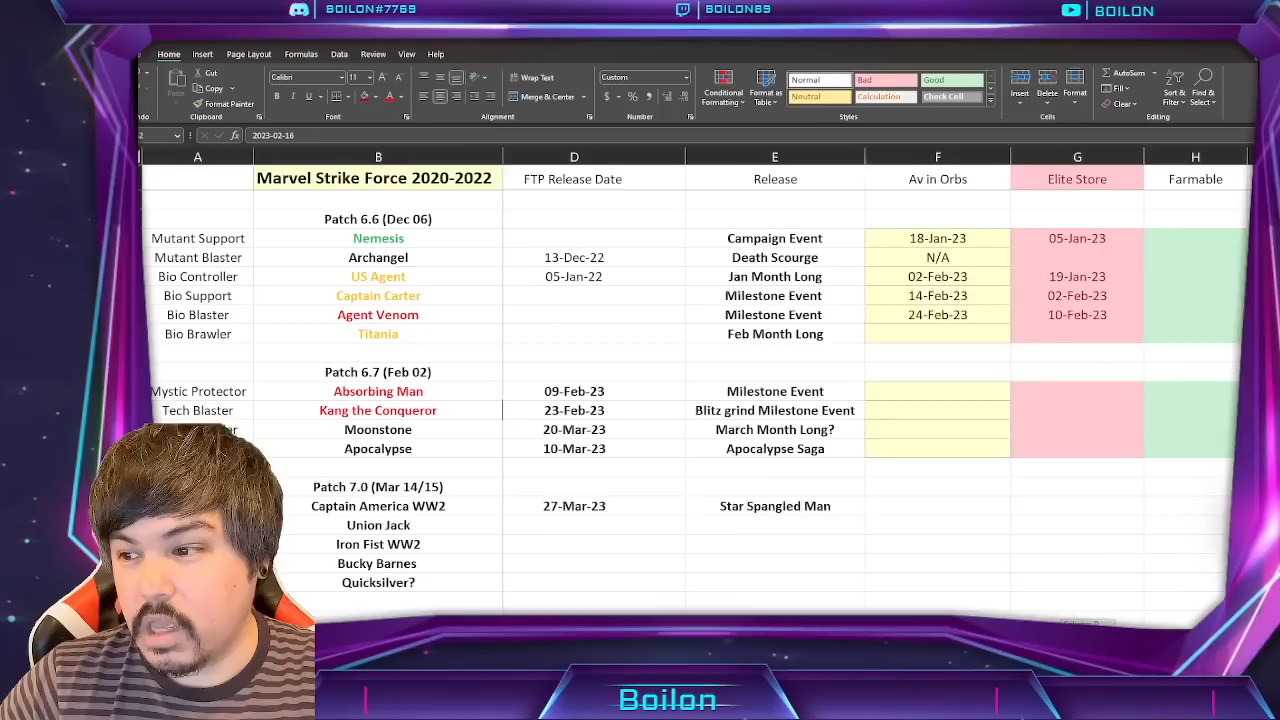 BOILON#7769 BOILON89 BOILON
Home Insert Page Layout Formulas Data Review View Help
Cut
Copy
Format Painter
Paste
Clipboard
Calibri 11
B I U
Font
Wrap Text
Merge & Center
Alignment
Custom
$ % ,
Number
Conditional Formatting
Format as Table
Normal Bad Good
Neutral Calculation Check Cell
Styles
Insert Delete Format
Cells
AutoSum
Fill
Clear
Sort & Filter
Find & Select
Editing
fx 2023-02-16
A B D E F G H
Marvel Strike Force 2020-2022 FTP Release Date Release Av in Orbs Elite Store Farmable
Patch 6.6 (Dec 06)
Mutant Support Nemesis Campaign Event 18-Jan-23 05-Jan-23
Mutant Blaster Archangel 13-Dec-22 Death Scourge N/A
Bio Controller US Agent 05-Jan-22 Jan Month Long 02-Feb-23 19-Jan-23
Bio Support Captain Carter Milestone Event 14-Feb-23 02-Feb-23
Bio Blaster Agent Venom Milestone Event 24-Feb-23 10-Feb-23
Bio Brawler Titania Feb Month Long
Patch 6.7 (Feb 02)
Mystic Protector Absorbing Man 09-Feb-23 Milestone Event
Tech Blaster Kang the Conqueror 23-Feb-23 Blitz grind Milestone Event
Moonstone 20-Mar-23 March Month Long?
Apocalypse 10-Mar-23 Apocalypse Saga
Patch 7.0 (Mar 14/15)
Captain America WW2 27-Mar-23 Star Spangled Man
Union Jack
Iron Fist WW2
Bucky Barnes
Quicksilver?
Boilon